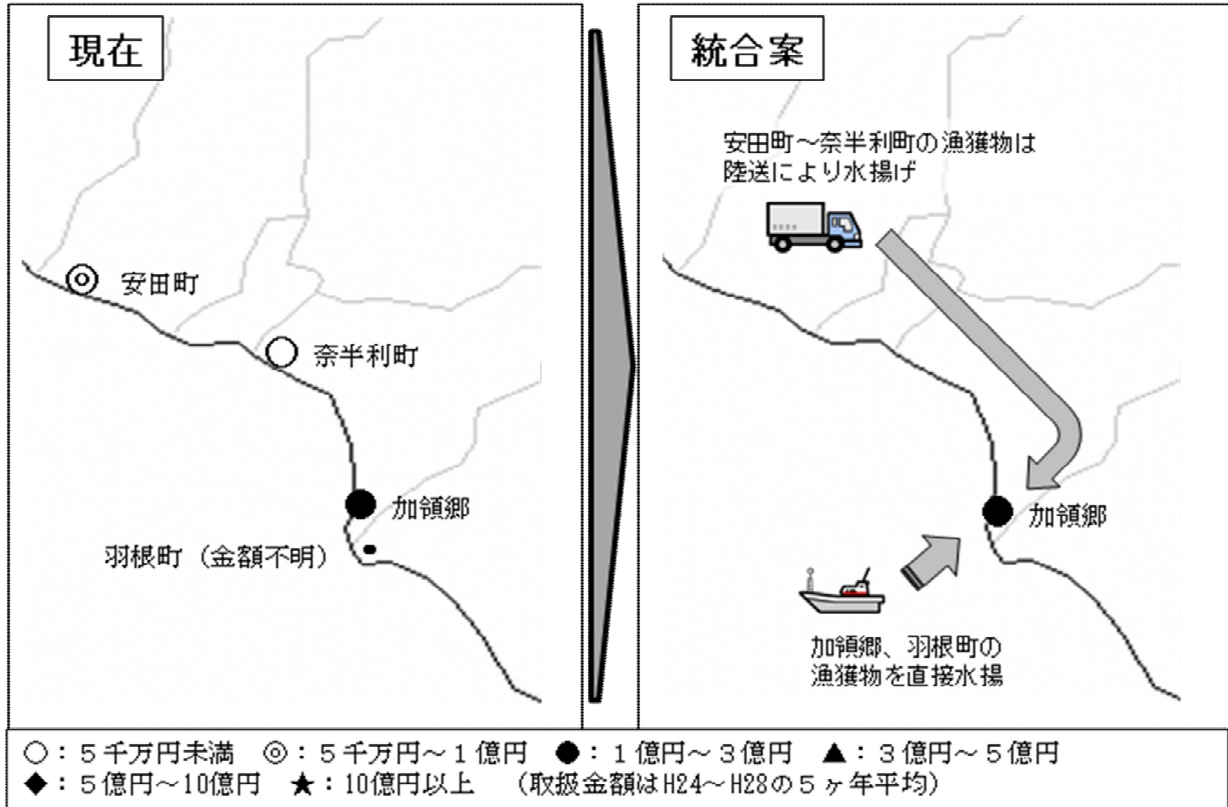 現在
安田町
奈半利町
加領郷
羽根町（金額不明）
統合案
安田町～奈半利町の漁獲物は
陸送により水揚げ
加領郷
加領郷、羽根町の
漁獲物を直接水揚
○：５千万円未満　◎：５千万円～１億円　●：１億円～３億円　▲：３億円～５億円
◆：５億円～10億円　★：10億円以上　（取扱金額はH24～H28の５ヶ年平均）